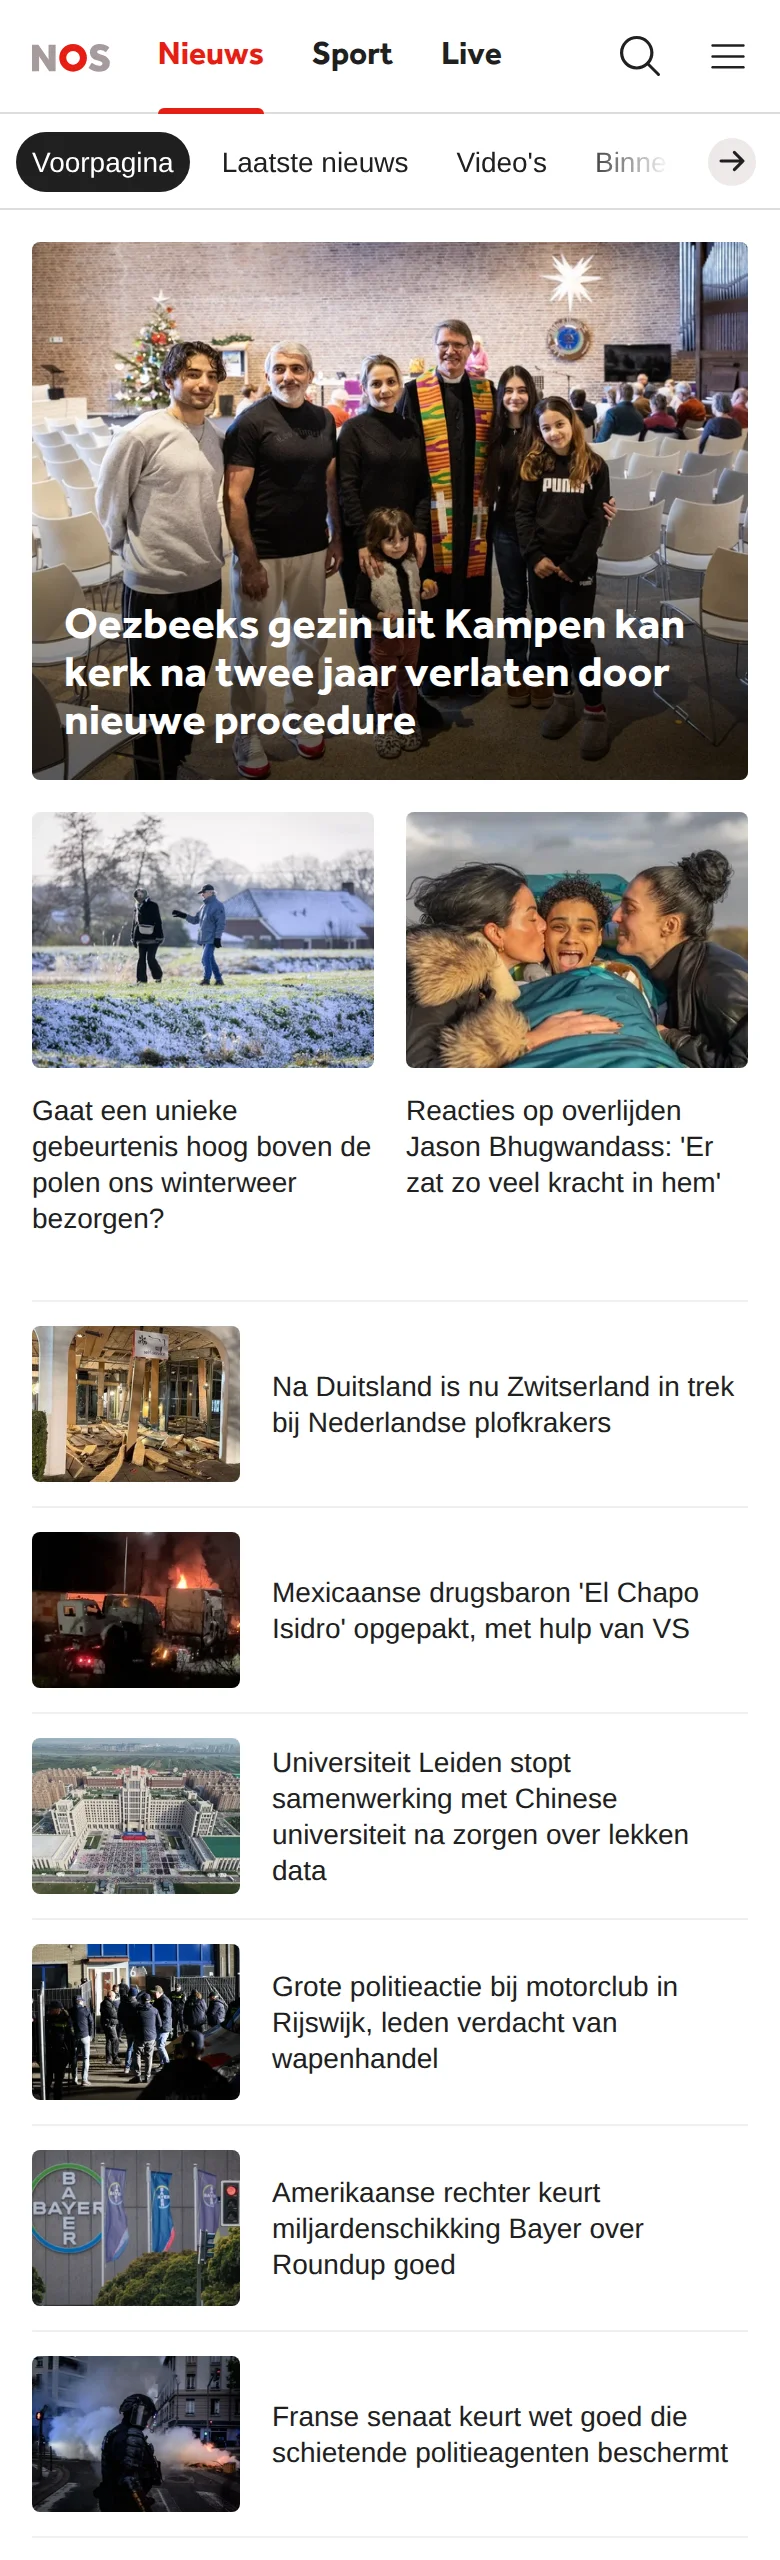 NOS Nieuws Sport Live
Voorpagina Laatste nieuws Video's Binne
PUMA
Oezbeeks gezin uit Kampen kan
kerk na twee jaar verlaten door
nieuwe procedure
Gaat een unieke
gebeurtenis hoog boven de
polen ons winterweer
bezorgen?
Reacties op overlijden
Jason Bhugwandass: 'Er
zat zo veel kracht in hem'
Na Duitsland is nu Zwitserland in trek
bij Nederlandse plofkrakers
Mexicaanse drugsbaron 'El Chapo
Isidro' opgepakt, met hulp van VS
Universiteit Leiden stopt
samenwerking met Chinese
universiteit na zorgen over lekken
data
Grote politieactie bij motorclub in
Rijswijk, leden verdacht van
wapenhandel
BAYER
BAYER
Amerikaanse rechter keurt
miljardenschikking Bayer over
Roundup goed
Franse senaat keurt wet goed die
schietende politieagenten beschermt